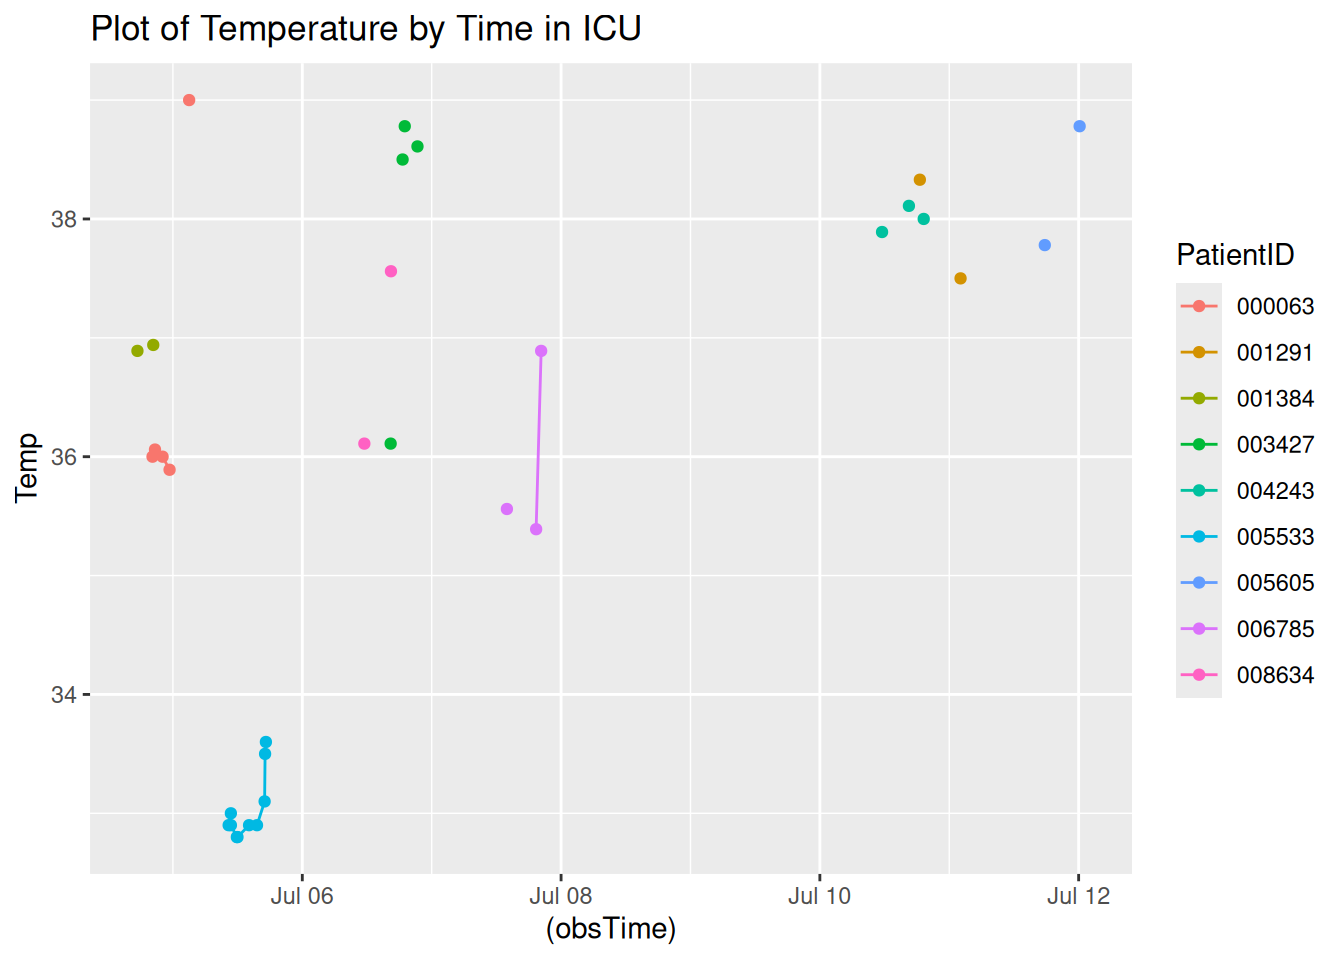 Plot of Temperature by Time in ICU
Temp
38
36
34
Jul 06
Jul 08
Jul 10
Jul 12
(obsTime)
PatientID
000063
001291
001384
003427
004243
005533
005605
006785
008634